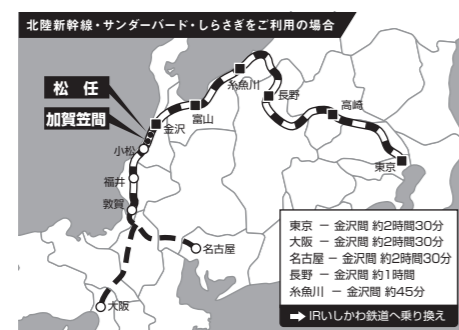 北陸新幹線・サンダーバード・しらさぎをご利用の場合
松任
加賀笠間
糸魚川
長野
高崎
富山
金沢
小松
東京
福井
敦賀
名古屋
大阪
東京 － 金沢間 約2時間30分
大阪 － 金沢間 約2時間30分
名古屋 － 金沢間 約2時間30分
長野 － 金沢間 約1時間
糸魚川 － 金沢間 約45分
➡ IRいしかわ鉄道へ乗り換え